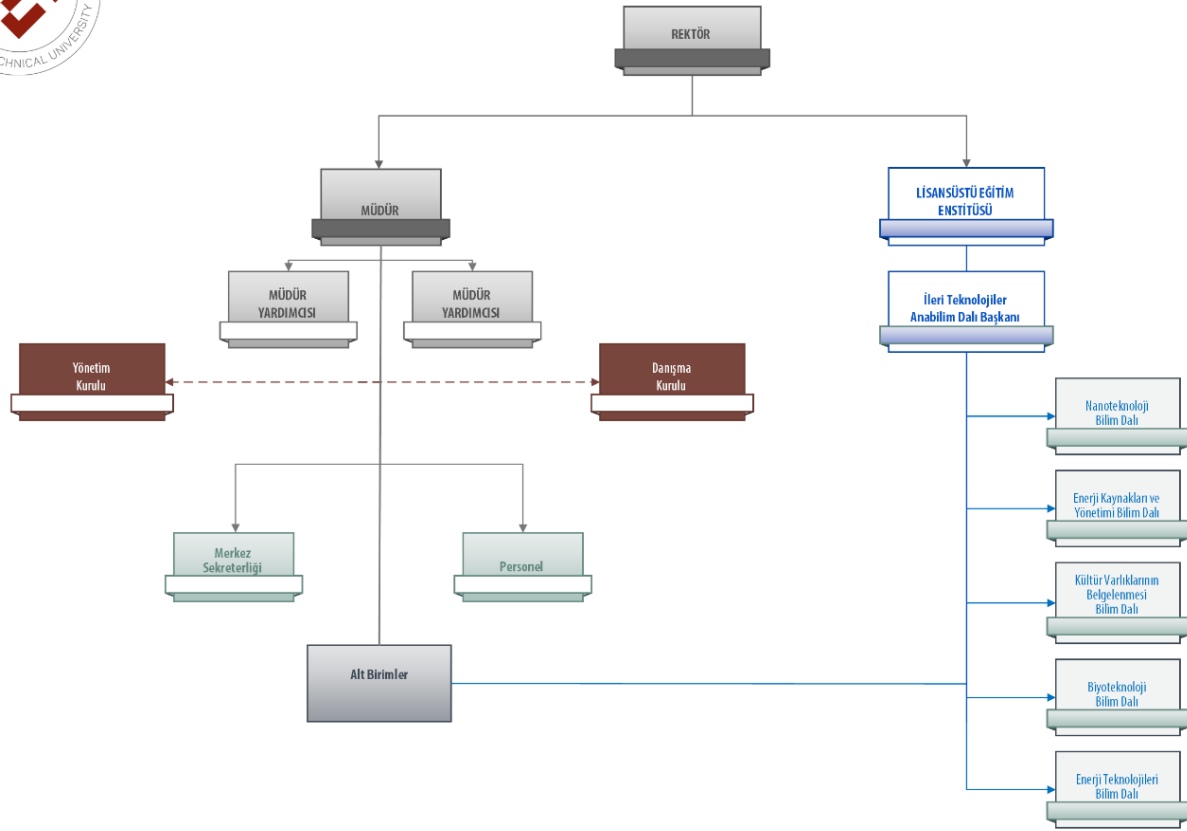 CHNICAL UNIVERSITY
REKTÖR
MÜDÜR
LİSANSÜSTÜ EĞİTİM
ENSTİTÜSÜ
MÜDÜR
YARDIMCISI
MÜDÜR
YARDIMCISI
İleri Teknolojiler
Anabilim Dalı Başkanı
Yönetim
Kurulu
Danışma
Kurulu
Nanoteknoloji
Bilim Dalı
Enerji Kaynakları ve
Yönetimi Bilim Dalı
Merkez
Sekreterliği
Personel
Kültür Varlıklarının
Belgelenmesi
Bilim Dalı
Alt Birimler
Biyoteknoloji
Bilim Dalı
Enerji Teknolojileri
Bilim Dalı